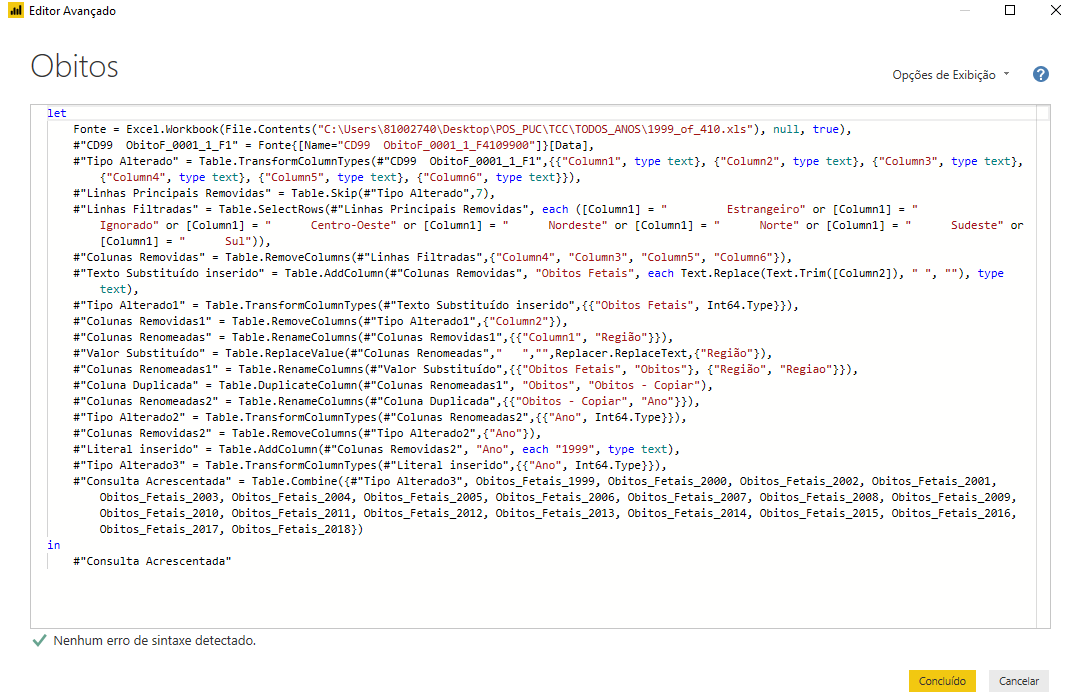 Editor Avançado
Obitos
Opções de Exibição
?
let
Fonte = Excel.Workbook(File.Contents("C:\Users\81002740\Desktop\POS_PUC\TCC\TODOS_ANOS\1999_of_410.xls"), null, true),
#"CD99  ObitoF_0001_1_F1" = Fonte{[Name="CD99  ObitoF_0001_1_F4109900"]}[Data],
#"Tipo Alterado" = Table.TransformColumnTypes(#"CD99  ObitoF_0001_1_F1",{{"Column1", type text}, {"Column2", type text}, {"Column3", type text},
{"Column4", type text}, {"Column5", type text}, {"Column6", type text}}),
#"Linhas Principais Removidas" = Table.Skip(#"Tipo Alterado",7),
#"Linhas Filtradas" = Table.SelectRows(#"Linhas Principais Removidas", each ([Column1] = "         Estrangeiro" or [Column1] = "
Ignorado" or [Column1] = "      Centro-Oeste" or [Column1] = "      Nordeste" or [Column1] = "      Norte" or [Column1] = "      Sudeste" or
[Column1] = "      Sul")),
#"Colunas Removidas" = Table.RemoveColumns(#"Linhas Filtradas",{"Column4", "Column3", "Column5", "Column6"}),
#"Texto Substituído inserido" = Table.AddColumn(#"Colunas Removidas", "Obitos Fetais", each Text.Replace(Text.Trim([Column2]), " ", ""), type
text),
#"Tipo Alterado1" = Table.TransformColumnTypes(#"Texto Substituído inserido",{{"Obitos Fetais", Int64.Type}}),
#"Colunas Removidas1" = Table.RemoveColumns(#"Tipo Alterado1",{"Column2"}),
#"Colunas Renomeadas" = Table.RenameColumns(#"Colunas Removidas1",{{"Column1", "Região"}}),
#"Valor Substituído" = Table.ReplaceValue(#"Colunas Renomeadas","   ","",Replacer.ReplaceText,{"Região"}),
#"Colunas Renomeadas1" = Table.RenameColumns(#"Valor Substituído",{{"Obitos Fetais", "Obitos"}, {"Região", "Regiao"}}),
#"Coluna Duplicada" = Table.DuplicateColumn(#"Colunas Renomeadas1", "Obitos", "Obitos - Copiar"),
#"Colunas Renomeadas2" = Table.RenameColumns(#"Coluna Duplicada",{{"Obitos - Copiar", "Ano"}}),
#"Tipo Alterado2" = Table.TransformColumnTypes(#"Colunas Renomeadas2",{{"Ano", Int64.Type}}),
#"Colunas Removidas2" = Table.RemoveColumns(#"Tipo Alterado2",{"Ano"}),
#"Literal inserido" = Table.AddColumn(#"Colunas Removidas2", "Ano", each "1999", type text),
#"Tipo Alterado3" = Table.TransformColumnTypes(#"Literal inserido",{{"Ano", Int64.Type}}),
#"Consulta Acrescentada" = Table.Combine({#"Tipo Alterado3", Obitos_Fetais_1999, Obitos_Fetais_2000, Obitos_Fetais_2002, Obitos_Fetais_2001,
Obitos_Fetais_2003, Obitos_Fetais_2004, Obitos_Fetais_2005, Obitos_Fetais_2006, Obitos_Fetais_2007, Obitos_Fetais_2008, Obitos_Fetais_2009,
Obitos_Fetais_2010, Obitos_Fetais_2011, Obitos_Fetais_2012, Obitos_Fetais_2013, Obitos_Fetais_2014, Obitos_Fetais_2015, Obitos_Fetais_2016,
Obitos_Fetais_2017, Obitos_Fetais_2018})
in
#"Consulta Acrescentada"
Nenhum erro de sintaxe detectado.
Concluído
Cancelar